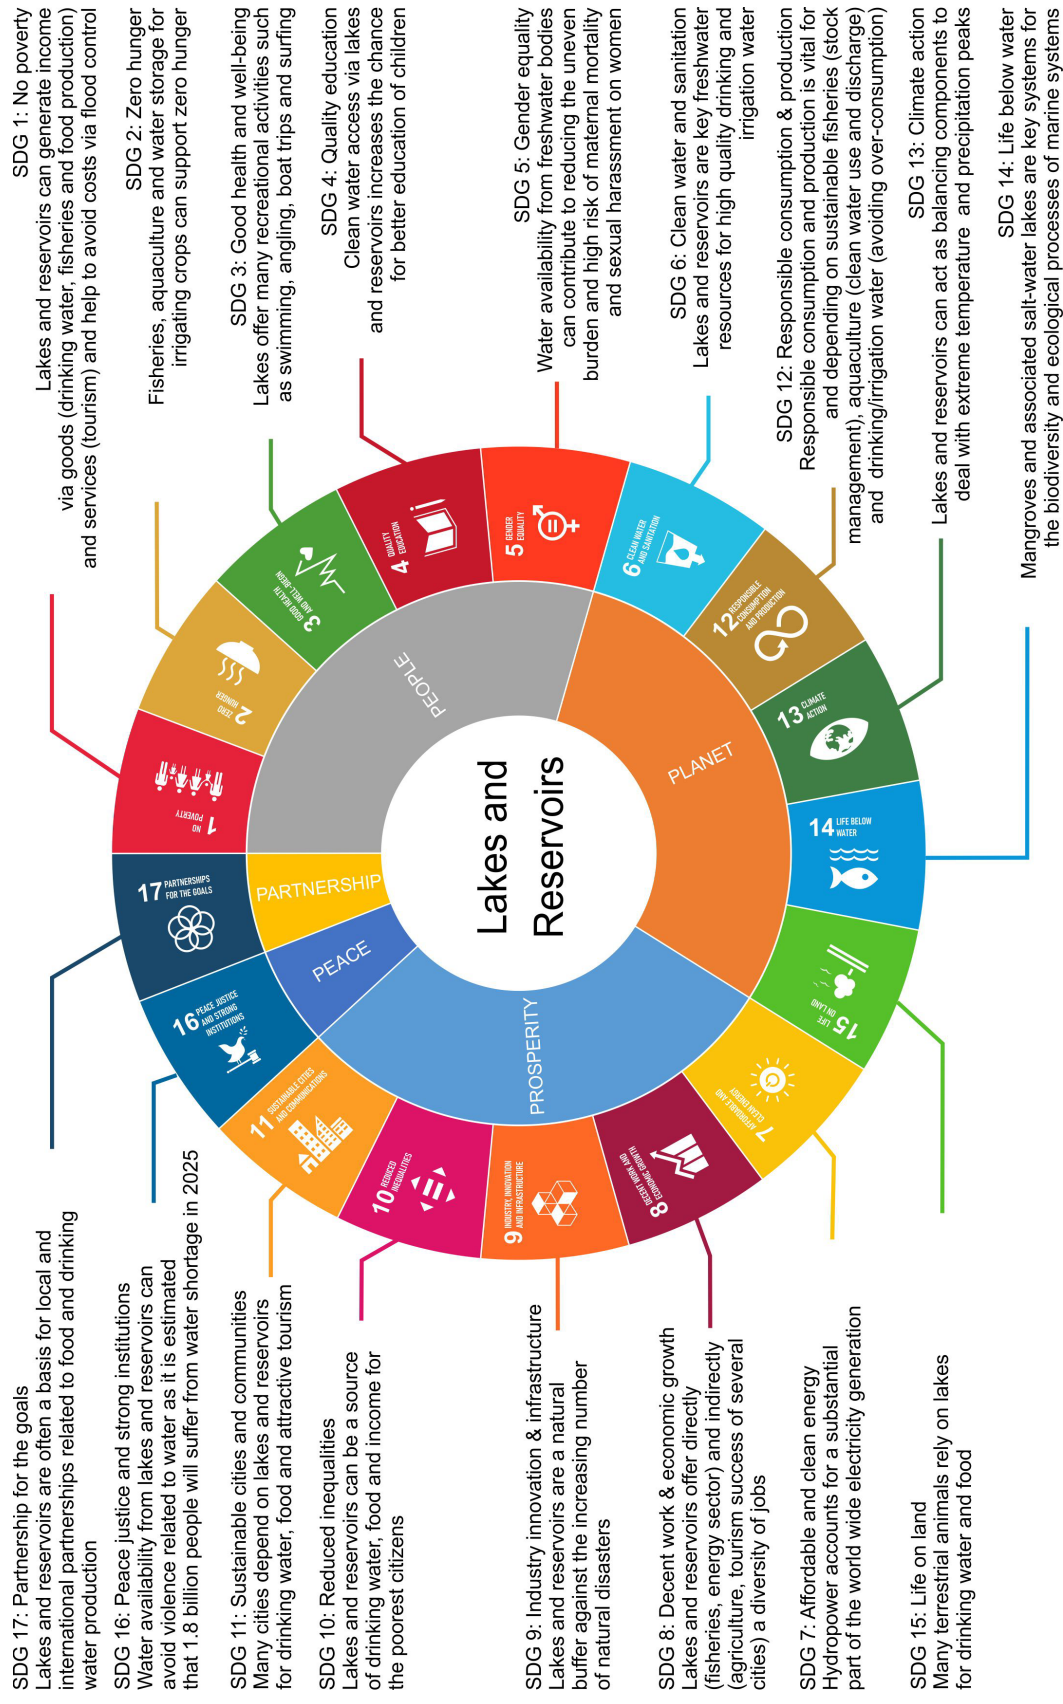 SDG 17: Partnership for the goals
Lakes and reservoirs are often a basis for local and
international partnerships related to food and drinking
water production
SDG 16: Peace justice and strong institutions
Water availability from lakes and reservoirs can
avoid violence related to water as it is estimated
that 1.8 billion people will suffer from water shortage in 2025
SDG 11: Sustainable cities and communities
Many cities depend on lakes and reservoirs
for drinking water, food and attractive tourism
SDG 10: Reduced inequalities
Lakes and reservoirs can be a source
of drinking water, food and income for
the poorest citizens
SDG 9: Industry innovation & infrastructure
Lakes and reservoirs are a natural
buffer against the increasing number
of natural disasters
SDG 8: Decent work & economic growth
Lakes and reservoirs offer directly
(fisheries, energy sector) and indirectly
(agriculture, tourism success of several
cities) a diversity of jobs
SDG 7: Affordable and clean energy
Hydropower accounts for a substantial
part of the world wide electricity generation
SDG 15: Life on land
Many terrestrial animals rely on lakes
for drinking water and food
SDG 1: No poverty
Lakes and reservoirs can generate income
via goods (drinking water, fisheries and food production)
and services (tourism) and help to avoid costs via flood control
SDG 2: Zero hunger
Fisheries, aquaculture and water storage for
irrigating crops can support zero hunger
SDG 3: Good health and well-being
Lakes offer many recreational activities such
as swimming, angling, boat trips and surfing
SDG 4: Quality education
Clean water access via lakes
and reservoirs increases the chance
for better education of children
SDG 5: Gender equality
Water availability from freshwater bodies
can contribute to reducing the uneven
burden and high risk of maternal mortality
and sexual harassment on women
SDG 6: Clean water and sanitation
Lakes and reservoirs are key freshwater
resources for high quality drinking and
irrigation water
SDG 12: Responsible consumption & production
Responsible consumption and production is vital for
and depending on sustainable fisheries (stock
management), aquaculture (clean water use and discharge)
and drinking/irrigation water (avoiding over-consumption)
SDG 13: Climate action
Lakes and reservoirs can act as balancing components to
deal with extreme temperature and precipitation peaks
SDG 14: Life below water
Mangroves and associated salt-water lakes are key systems for
the biodiversity and ecological processes of marine systems
Lakes and
Reservoirs
PEOPLE
PLANET
PROSPERITY
PEACE
PARTNERSHIP
1 NO
POVERTY
2 ZERO
HUNGER
3 GOOD HEALTH
AND WELL-BIEGN
4 QUALITY
EDUCATION
5 GENDER
EQUALITY
6 CLEAN WATER
AND SANITATION
12 RESPONSIBLE
CONSUMPTION
AND PRODUCTION
13 CLIMATE
ACTION
14 LIFE BELOW
WATER
15 LIFE
ON LAND
7 AFFORDABLE AND
CLEAN ENERGY
8 DECENT WORK AND
ECONOMIC GROWTH
9 INDUSTRY, INNOVATION
AND INFRASTRUCTURE
10 REDUCED
INEQUALITIES
11 SUSTAINABLE CITIES
AND COMMUNICATIONS
16 PEACE JUSTICE
AND STRONG
INSTITUTIONS
17 PARTNERSHIPS
FOR THE GOALS